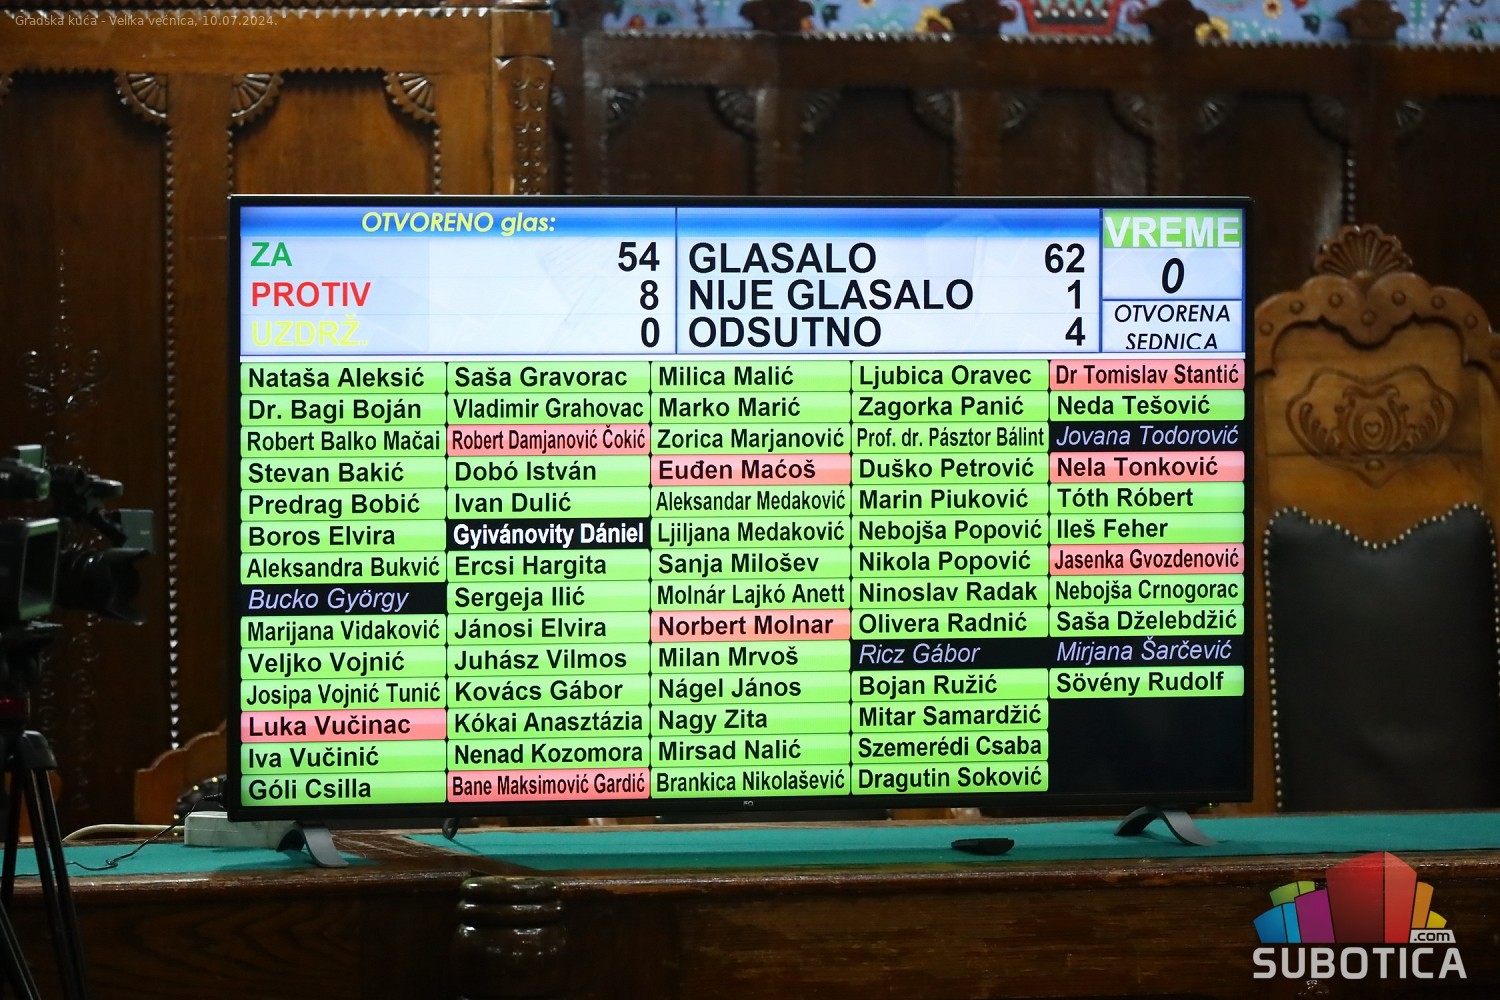 Gradska kuća - Velika većnica, 10.07.2024.
OTVORENO glas:
ZA 54
PROTIV 8
UZDRŽ. 0
GLASALO 62
NIJE GLASALO 1
ODSUTNO 4
VREME
0
OTVORENA
SEDNICA
Nataša Aleksić
Dr. Bagi Boján
Robert Balko Mačai
Stevan Bakić
Predrag Bobić
Boros Elvira
Aleksandra Bukvić
Bucko György
Marijana Vidaković
Veljko Vojnić
Josipa Vojnić Tunić
Luka Vučinac
Iva Vučinić
Góli Csilla
Saša Gravorac
Vladimir Grahovac
Robert Damjanović Čokić
Dobó István
Ivan Dulić
Gyivánovity Dániel
Ercsi Hargita
Sergeja Ilić
Jánosi Elvira
Juhász Vilmos
Kovács Gábor
Kókai Anasztázia
Nenad Kozomora
Bane Maksimović Gardić
Milica Malić
Marko Marić
Zorica Marjanović
Euđen Maćoš
Aleksandar Medaković
Ljiljana Medaković
Sanja Milošev
Molnár Lajkó Anett
Norbert Molnar
Milan Mrvoš
Nágel János
Nagy Zita
Mirsad Nalić
Brankica Nikolašević
Ljubica Oravec
Zagorka Panić
Prof. dr. Pásztor Bálint
Duško Petrović
Marin Piuković
Nebojša Popović
Nikola Popović
Ninoslav Radak
Olivera Radnić
Ricz Gábor
Bojan Ružić
Mitar Samardžić
Szemerédi Csaba
Dragutin Soković
Dr Tomislav Stantić
Neda Tešović
Jovana Todorović
Nela Tonković
Tóth Róbert
Ileš Feher
Jasenka Gvozdenović
Nebojša Crnogorac
Saša Dželebdžić
Mirjana Šarčević
Sövény Rudolf
.com
SUBOTICA